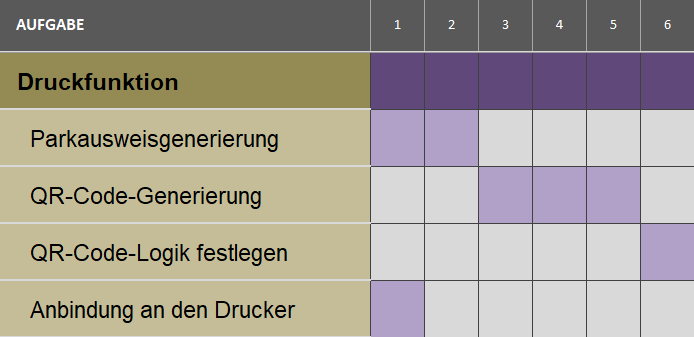 AUFGABE 1 2 3 4 5 6
Druckfunktion
Parkausweisgenerierung
QR-Code-Generierung
QR-Code-Logik festlegen
Anbindung an den Drucker